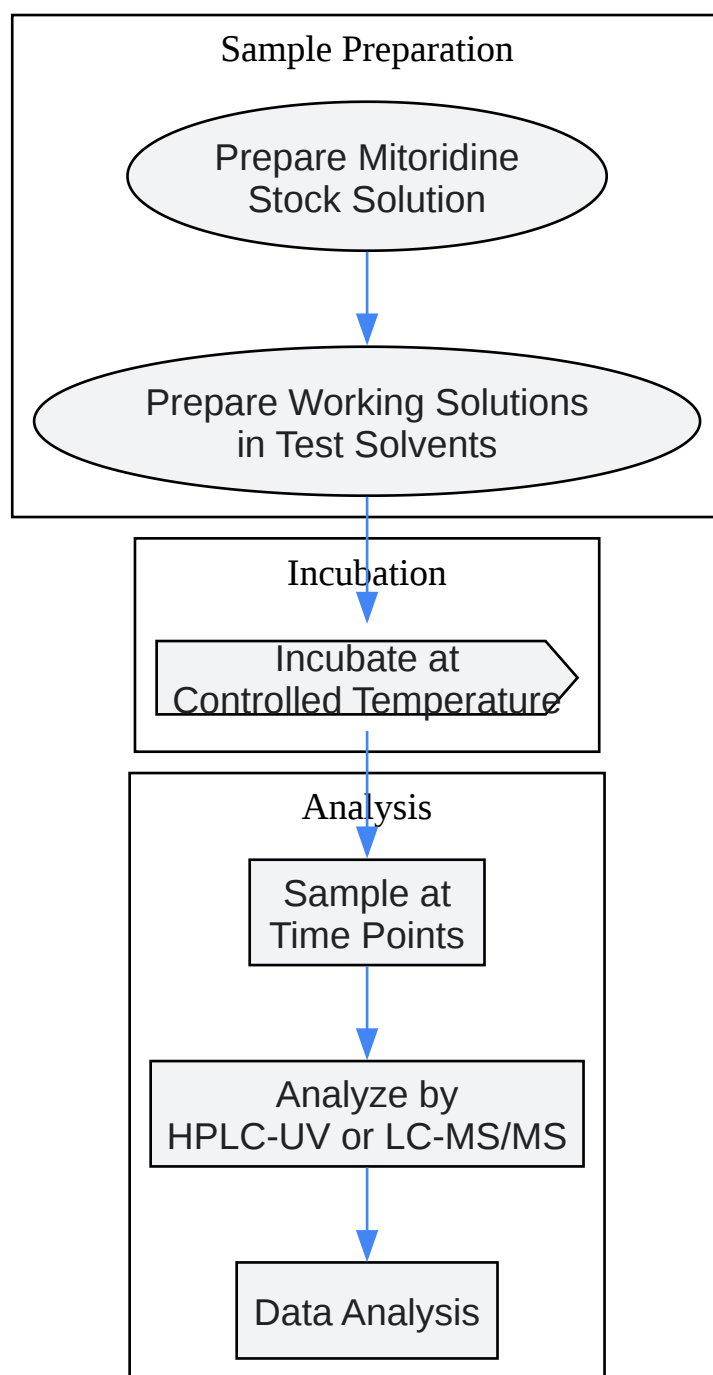 Sample Preparation
Prepare Mitoridine
Stock Solution
Prepare Working Solutions
in Test Solvents
Incubation
Incubate at
Controlled Temperature
Analysis
Sample at
Time Points
Analyze by
HPLC-UV or LC-MS/MS
Data Analysis